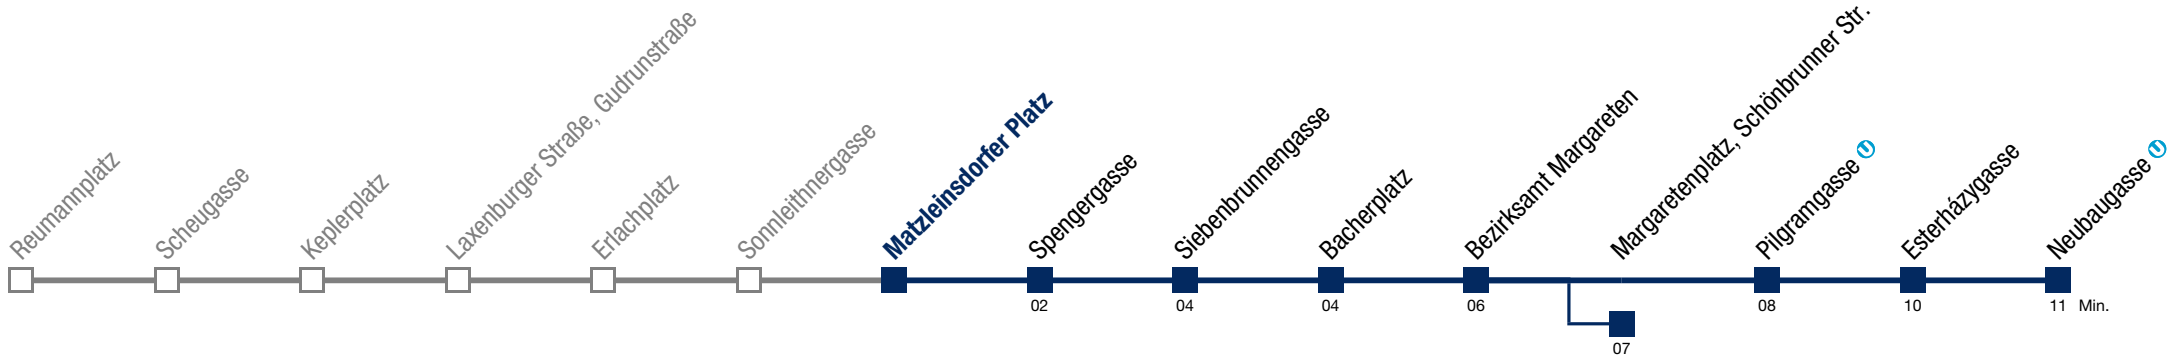 Reumannplatz
Scheugasse
Keplerplatz
Laxenburger Straße, Gudrunstraße
Erlachplatz
Sonnleithnergasse
Matzleinsdorfer Platz
Spengergasse
Siebenbrunnengasse
Bacherplatz
Bezirksamt Margareten
Margaretenplatz, Schönbrunner Str.
Pilgramgasse U
Esterházygasse
Neubaugasse U
02
04
04
06
08
10
11 Min.
07